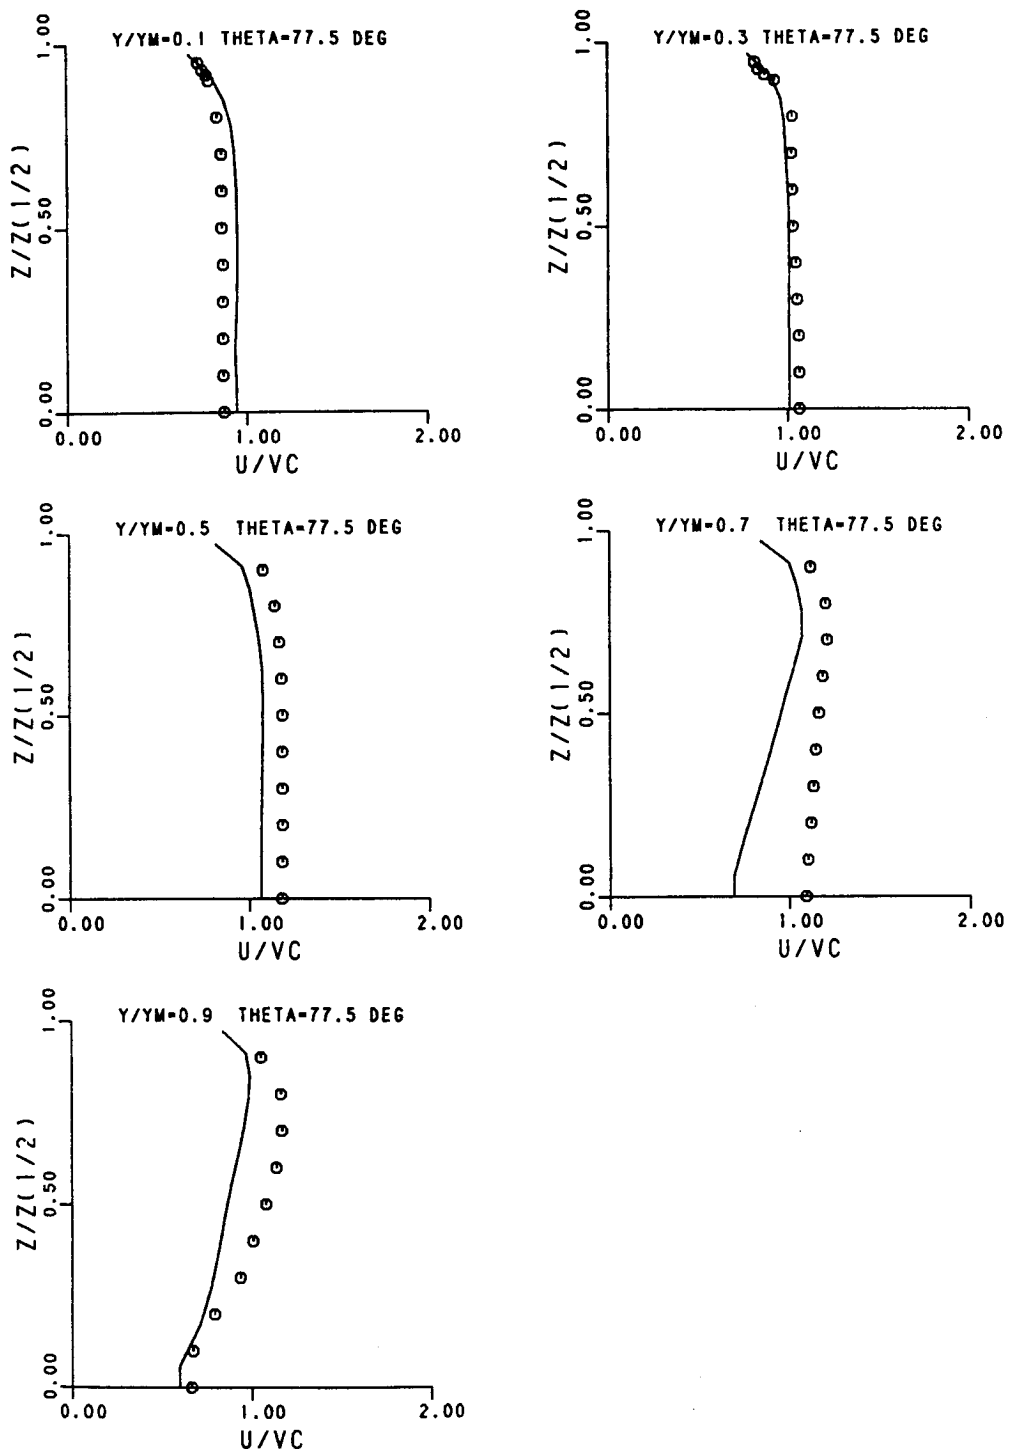 Y/YM=0.1 THETA=77.5 DEG
Z/Z(1/2)
1.00
0.50
0.00
0.00 1.00 2.00
U/VC
Y/YM=0.3 THETA=77.5 DEG
Z/Z(1/2)
1.00
0.50
0.00
0.00 1.00 2.00
U/VC
Y/YM=0.5 THETA=77.5 DEG
Z/Z(1/2)
1.00
0.50
0.00
0.00 1.00 2.00
U/VC
Y/YM=0.7 THETA=77.5 DEG
Z/Z(1/2)
1.00
0.50
0.00
0.00 1.00 2.00
U/VC
Y/YM=0.9 THETA=77.5 DEG
Z/Z(1/2)
1.00
0.50
0.00
0.00 1.00 2.00
U/VC